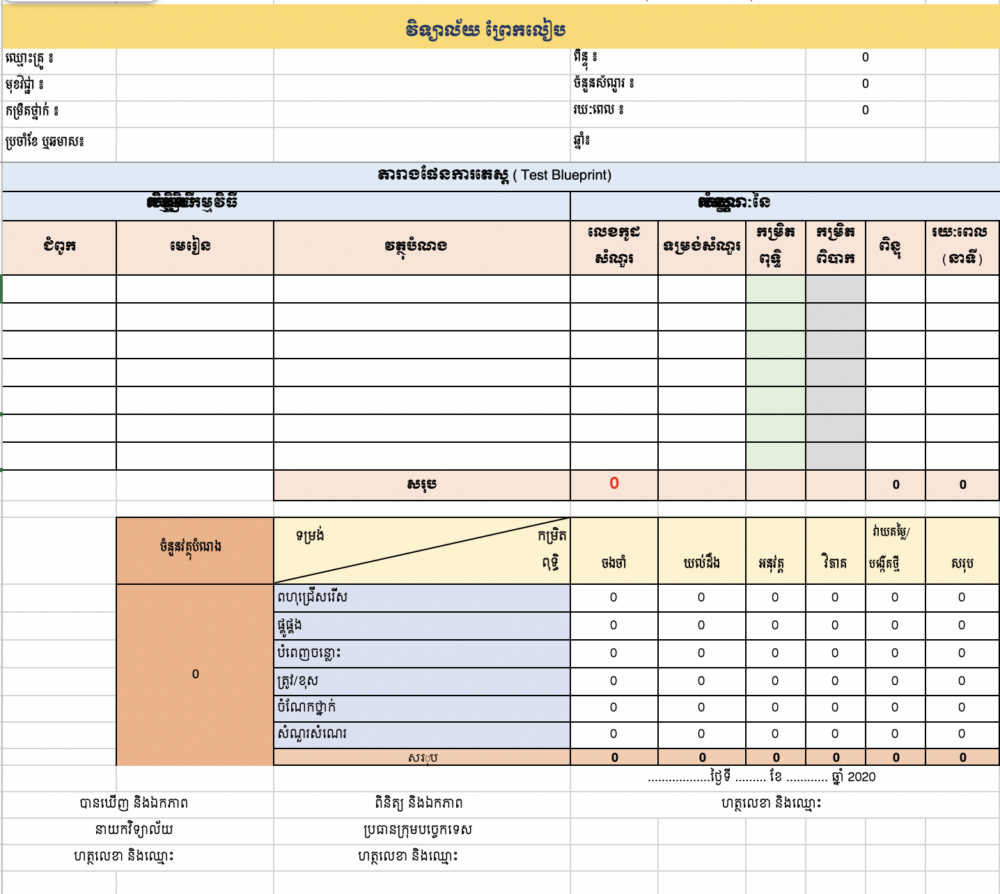 វិទ្យាល័យ ព្រែកលៀប
ឈ្មោះគ្រូ ៖
ពិន្ទុ ៖ 0
មុខវិជ្ជា ៖
ចំនួនសំណួរ ៖ 0
កម្រិតថ្នាក់ ៖
រយៈពេល ៖ 0
ប្រចាំខែ ឬឆមាស៖
ឆ្នាំ៖
តារាងផែនការតេស្ត ( Test Blueprint)
កម្មវិធី
នៃ
ជំពូក មេរៀន វត្ថុបំណង លេខកូដ សំណួរ ទម្រង់សំណួរ កម្រិត ពុទ្ធិ កម្រិត ពិបាក ពិន្ទុ រយៈពេល (នាទី)
សរុប 0 0 0
ចំនួនវត្ថុបំណង ទម្រង់ កម្រិត ពុទ្ធិ ចងចាំ យល់ដឹង អនុវត្ត វិភាគ វាយតម្លៃ/ បង្កើតថ្មី សរុប
ពហុជ្រើសរើស 0 0 0 0 0 0
ផ្គូផ្គង 0 0 0 0 0 0
បំពេញចន្លោះ 0 0 0 0 0 0
0
ត្រូវ/ខុស 0 0 0 0 0 0
ចំណែកថ្នាក់ 0 0 0 0 0 0
សំណួរសំណេរ 0 0 0 0 0 0
សរុប 0 0 0 0 0 0
..................ថ្ងៃទី ......... ខែ ............ ឆ្នាំ 2020
បានឃើញ និងឯកភាព ពិនិត្យ និងឯកភាព ហត្ថលេខា និងឈ្មោះ
នាយកវិទ្យាល័យ ប្រធានក្រុមបច្ចេកទេស
ហត្ថលេខា និងឈ្មោះ ហត្ថលេខា និងឈ្មោះ